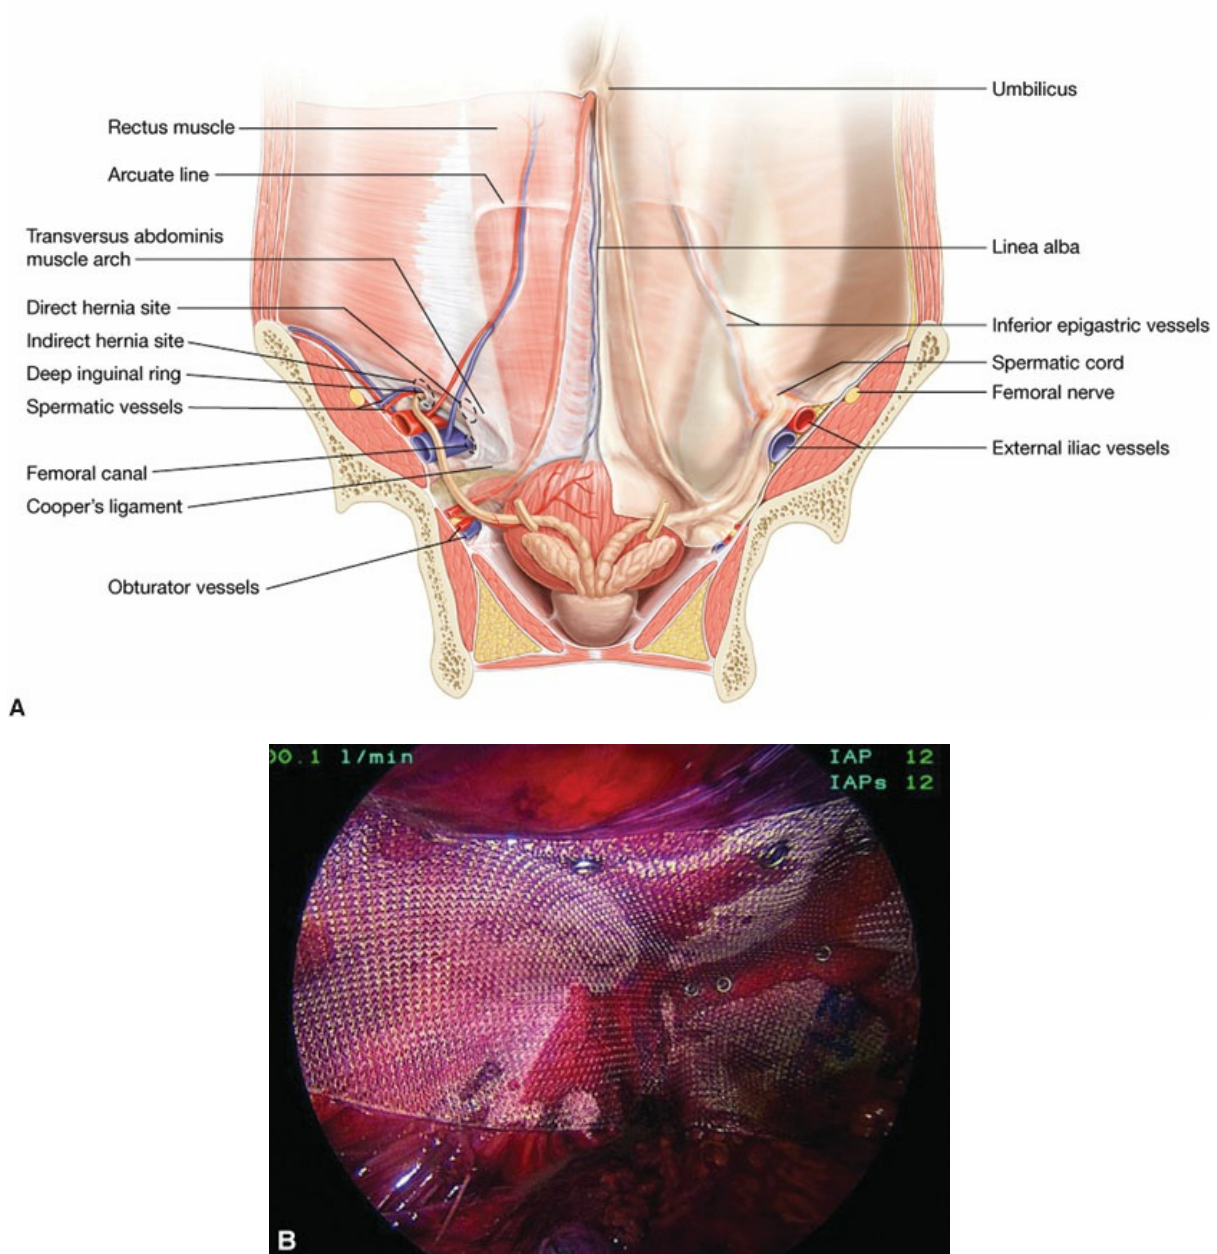 Rectus muscle
Arcuate line
Transversus abdominis
muscle arch
Direct hernia site
Indirect hernia site
Deep inguinal ring
Spermatic vessels
Femoral canal
Cooper's ligament
Obturator vessels
Umbilicus
Linea alba
Inferior epigastric vessels
Spermatic cord
Femoral nerve
External iliac vessels
A
00.1 l/min
IAP 12
IAPs 12
B